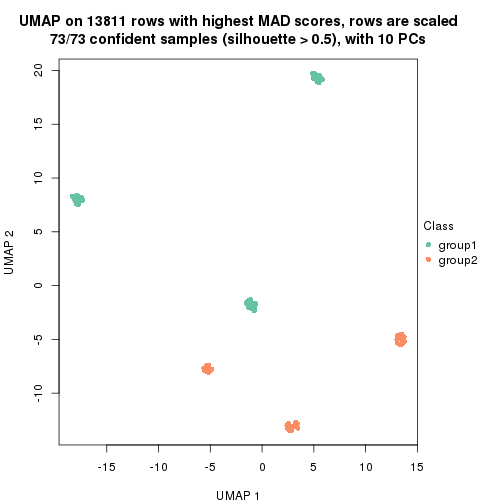 UMAP on 13811 rows with highest MAD scores, rows are scaled
73/73 confident samples (silhouette > 0.5), with 10 PCs
20
15
10
5
0
-5
-10
UMAP 2
-15
-10
-5
0
5
10
15
UMAP 1
Class
group1
group2